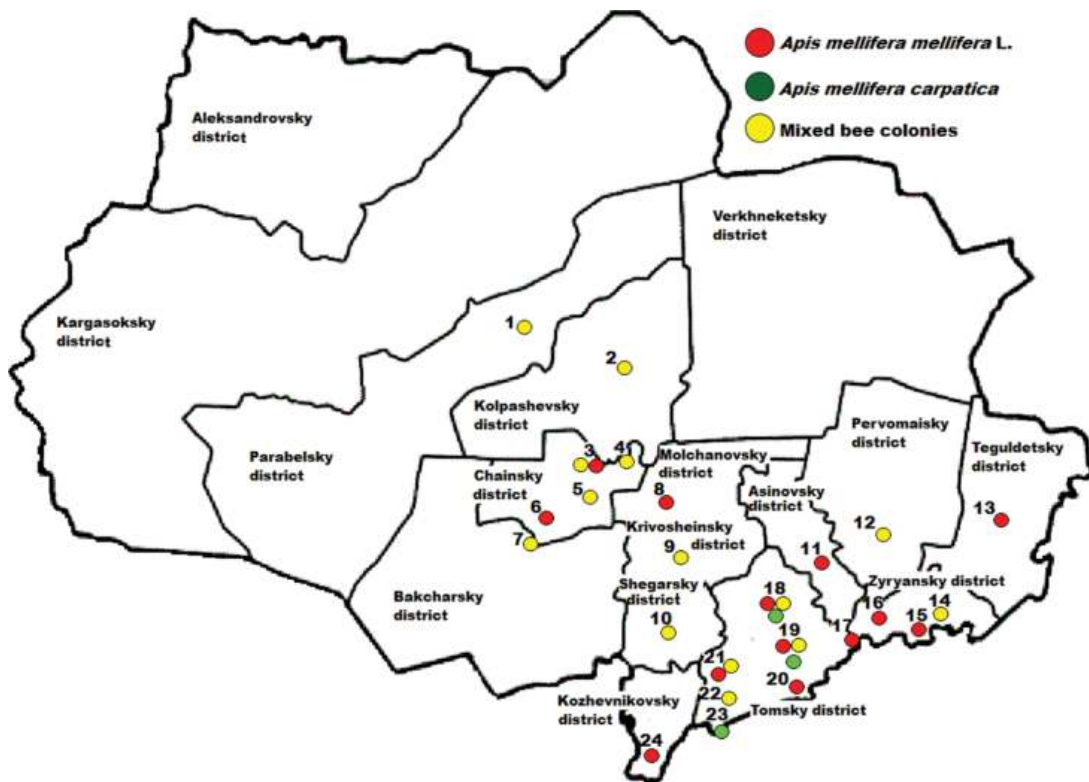 Apis mellifera mellifera L.
Apis mellifera carpatica
Mixed bee colonies
Aleksandrovsky
district
Verkhneketsky
district
Kargasoksky
district
1
2
Kolpashevsky
district
Pervomaisky
district
Parabelsky
district
Teguldetsky
district
3
4
Molchanovsky
district
Chainsky
district
5
6
7
8
Asinovsky
district
13
12
Krivosheinsky
district
9
11
Bakcharsky
district
Shegarsky
district
10
Zyryansky district
18
16
15
14
17
19
21
20
22
23
Kozhevnikovsky
district
Tomsky district
24